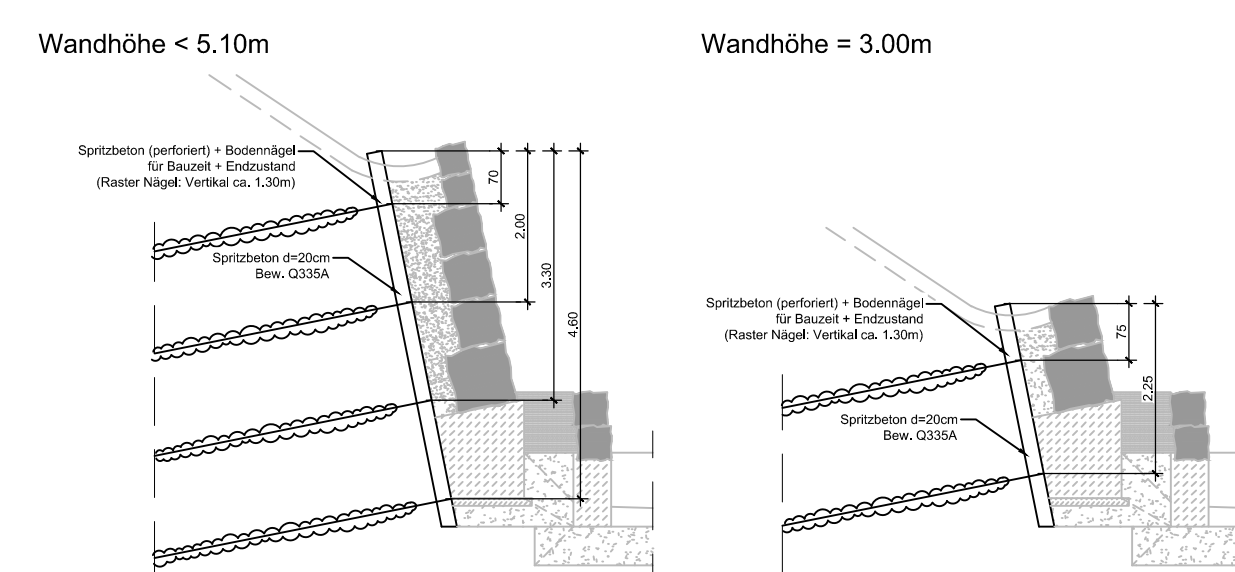 Wandhöhe < 5.10m
Spritzbeton (perforiert) + Bodennägel
für Bauzeit + Endzustand
(Raster Nägel: Vertikal ca. 1.30m)
Spritzbeton d=20cm
Bew. Q335A
70
2.00
3.30
4.60
Wandhöhe = 3.00m
Spritzbeton (perforiert) + Bodennägel
für Bauzeit + Endzustand
(Raster Nägel: Vertikal ca. 1.30m)
Spritzbeton d=20cm
Bew. Q335A
75
2.25